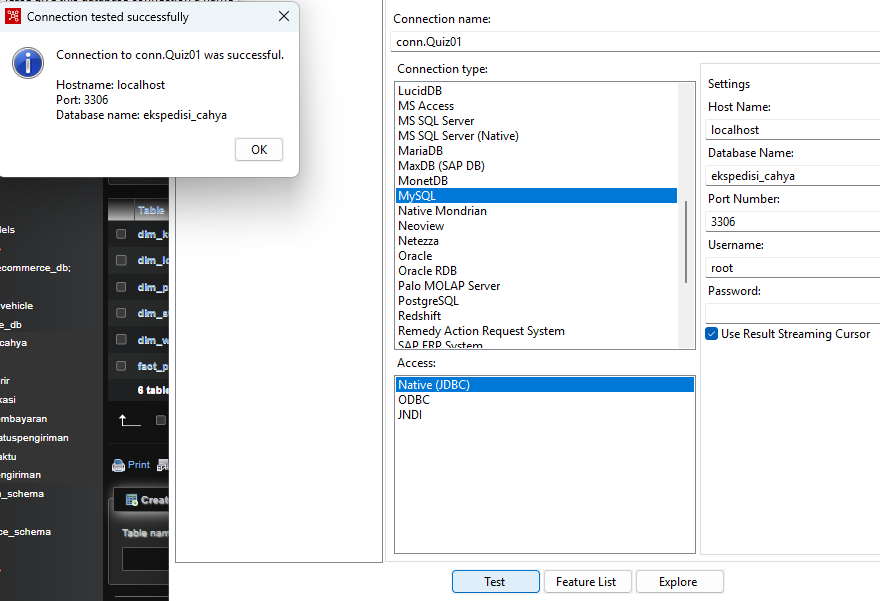 Connection tested successfully
Connection to conn.Quiz01 was successful.
Hostname: localhost
Port: 3306
Database name: ekspedisi_cahya
OK
Connection name:
conn.Quiz01
Connection type:
LucidDB
MS Access
MS SQL Server
MS SQL Server (Native)
MariaDB
MaxDB (SAP DB)
MonetDB
MySQL
Native Mondrian
Neoview
Netezza
Oracle
Oracle RDB
Palo MOLAP Server
PostgreSQL
Redshift
Remedy Action Request System
SAP ERP System
Access:
Native (JDBC)
ODBC
JNDI
Settings
Host Name:
localhost
Database Name:
ekspedisi_cahya
Port Number:
3306
Username:
root
Password:
Use Result Streaming Cursor
Test
Feature List
Explore
els
ecommerce_db;
vehicle
e_db
cahya
rir
kasi
mbayaran
atuspengiriman
aktu
engiriman
_schema
ce_schema
Table
dim_k
dim_lo
dim_p
dim_s
dim_w
fact_p
6 table
Print
Creat
Table nam